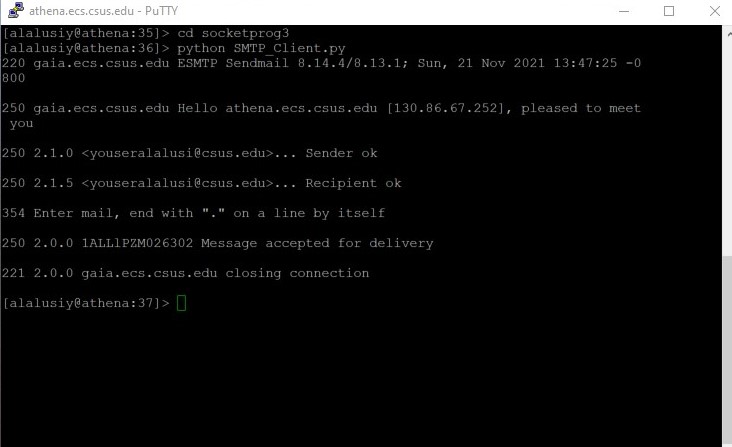 athena.ecs.csus.edu - PuTTY
[alalusiy@athena:35]> cd socketprog3
[alalusiy@athena:36]> python SMTP_Client.py
220 gaia.ecs.csus.edu ESMTP Sendmail 8.14.4/8.13.1; Sun, 21 Nov 2021 13:47:25 -0
800
250 gaia.ecs.csus.edu Hello athena.ecs.csus.edu [130.86.67.252], pleased to meet
you
250 2.1.0 <youseralalusi@csus.edu>... Sender ok
250 2.1.5 <youseralalusi@csus.edu>... Recipient ok
354 Enter mail, end with "." on a line by itself
250 2.0.0 1ALLlPZM026302 Message accepted for delivery
221 2.0.0 gaia.ecs.csus.edu closing connection
[alalusiy@athena:37]>